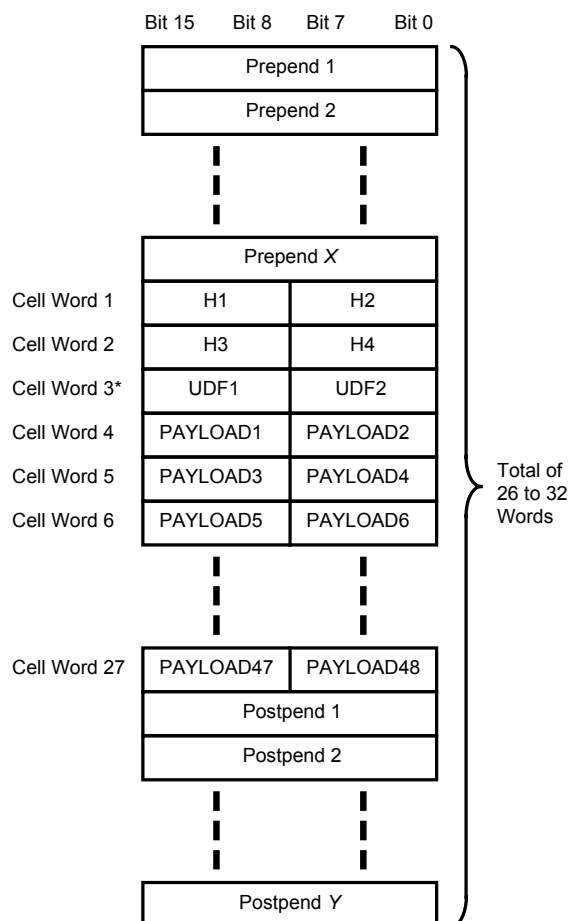 Bit 15 Bit 8 Bit 7 Bit 0
Prepend 1
Prepend 2
Prepend X
Cell Word 1 H1 H2
Cell Word 2 H3 H4
Cell Word 3* UDF1 UDF2
Cell Word 4 PAYLOAD1 PAYLOAD2
Cell Word 5 PAYLOAD3 PAYLOAD4
Cell Word 6 PAYLOAD5 PAYLOAD6
Total of
26 to 32
Words
Cell Word 27 PAYLOAD47 PAYLOAD48
Postpend 1
Postpend 2
Postpend Y